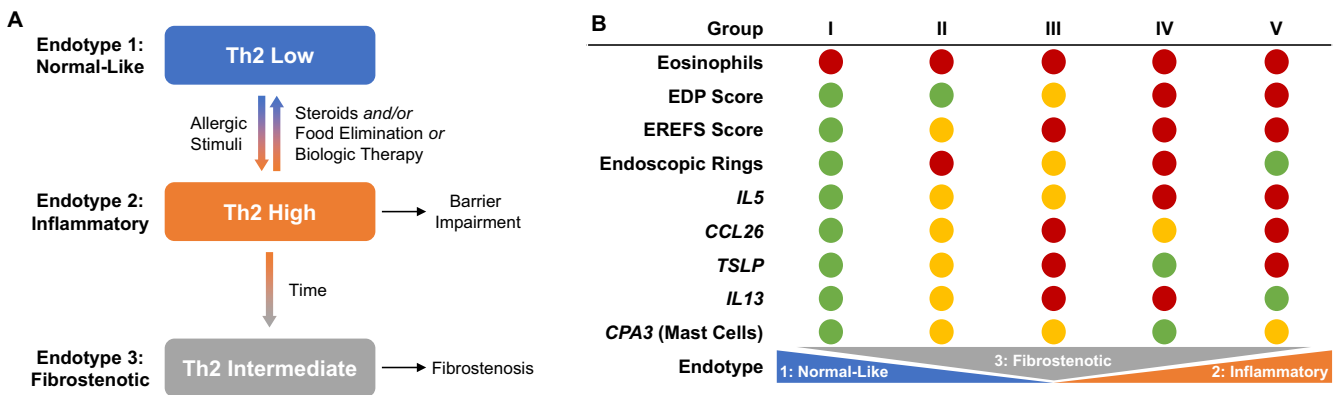 A
Endotype 1:
Normal-Like
Th2 Low
Allergic
Stimuli
Steroids and/or
Food Elimination or
Biologic Therapy
Endotype 2:
Inflammatory
Th2 High
Barrier
Impairment
Time
Endotype 3:
Fibrostenotic
Th2 Intermediate
Fibrostenosis
B
Group I II III IV V
Eosinophils
EDP Score
EREFS Score
Endoscopic Rings
IL5
CCL26
TSLP
IL13
CPA3 (Mast Cells)
Endotype
3: Fibrostenotic
1: Normal-Like
2: Inflammatory